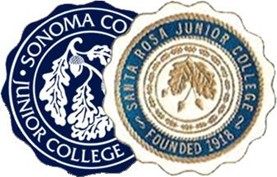 · SONOMA CO
JUNIOR COLLEGE
SANTA ROSA JUNIOR COLLEGE
FOUNDED 1918